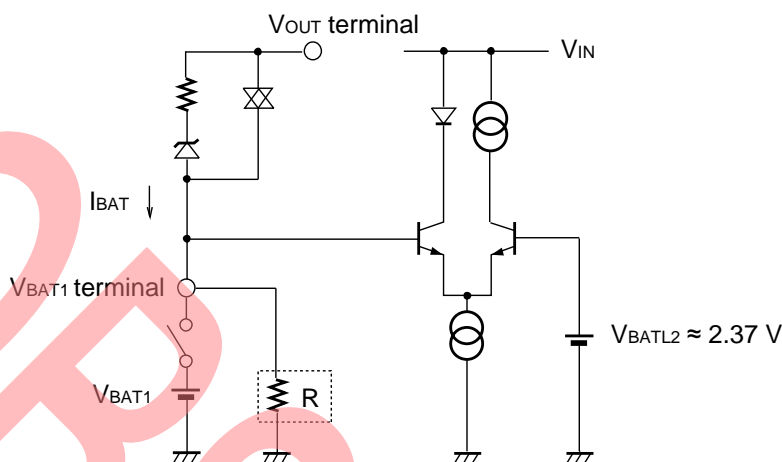 VOUT terminal
VIN
IBAT
VBAT1 terminal
VBATL2 ≈ 2.37 V
VBAT1
R